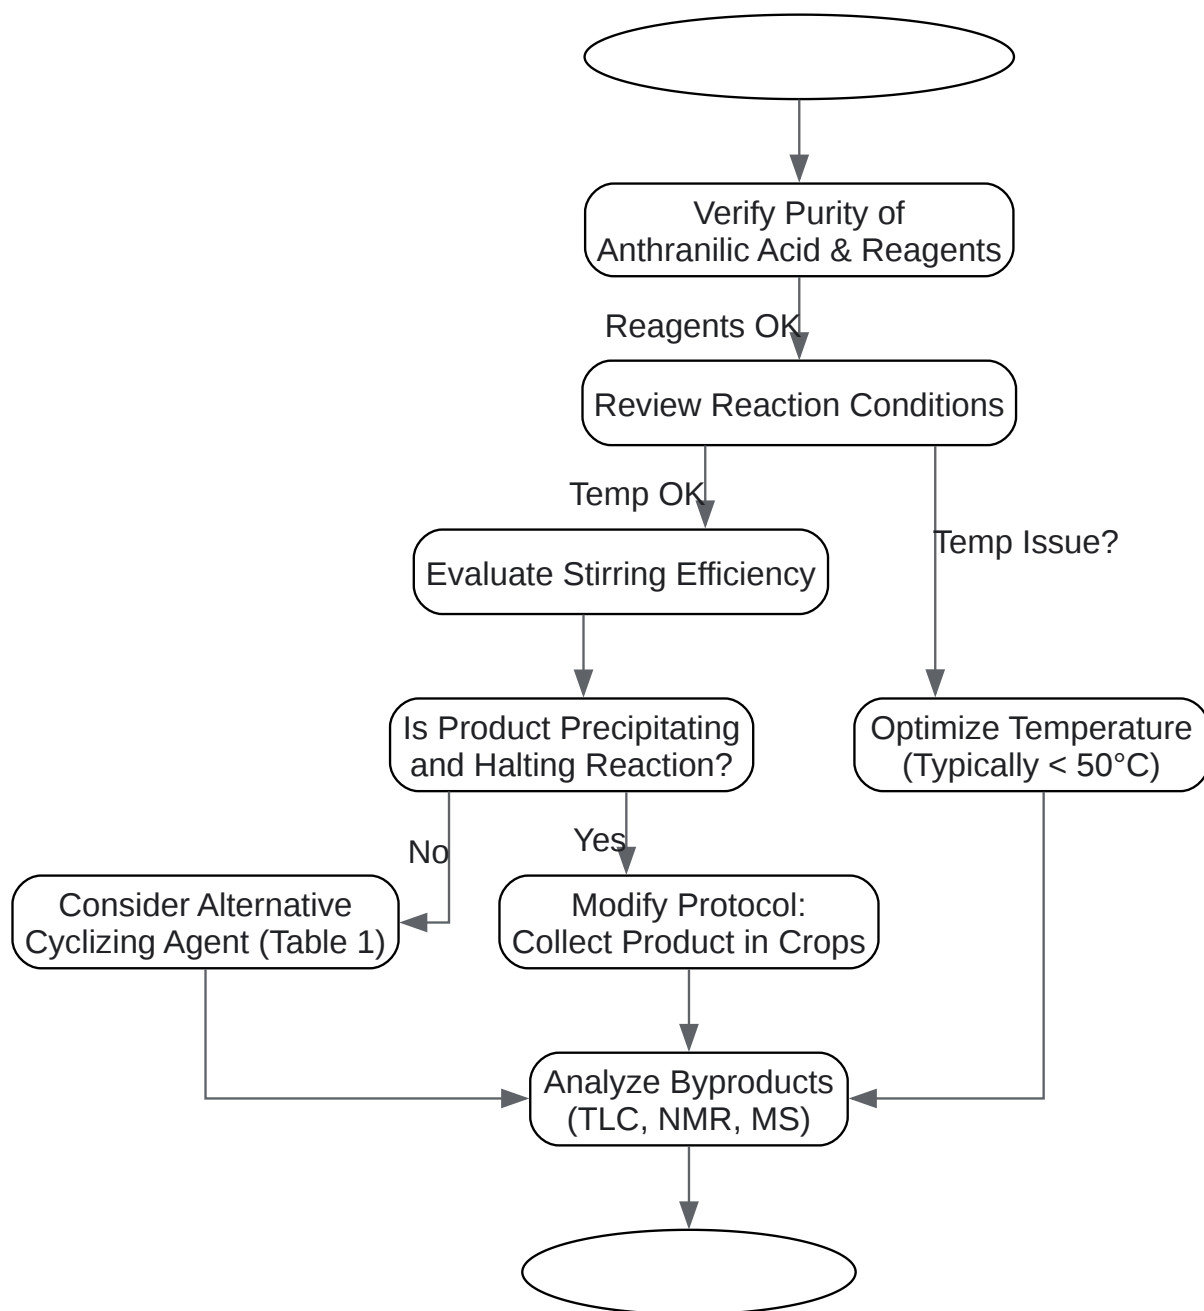 Verify Purity of
Anthranilic Acid & Reagents
Reagents OK
Review Reaction Conditions
Temp OK
Temp Issue?
Evaluate Stirring Efficiency
Is Product Precipitating
and Halting Reaction?
Optimize Temperature
(Typically < 50°C)
No
Yes
Consider Alternative
Cyclizing Agent (Table 1)
Modify Protocol:
Collect Product in Crops
Analyze Byproducts
(TLC, NMR, MS)